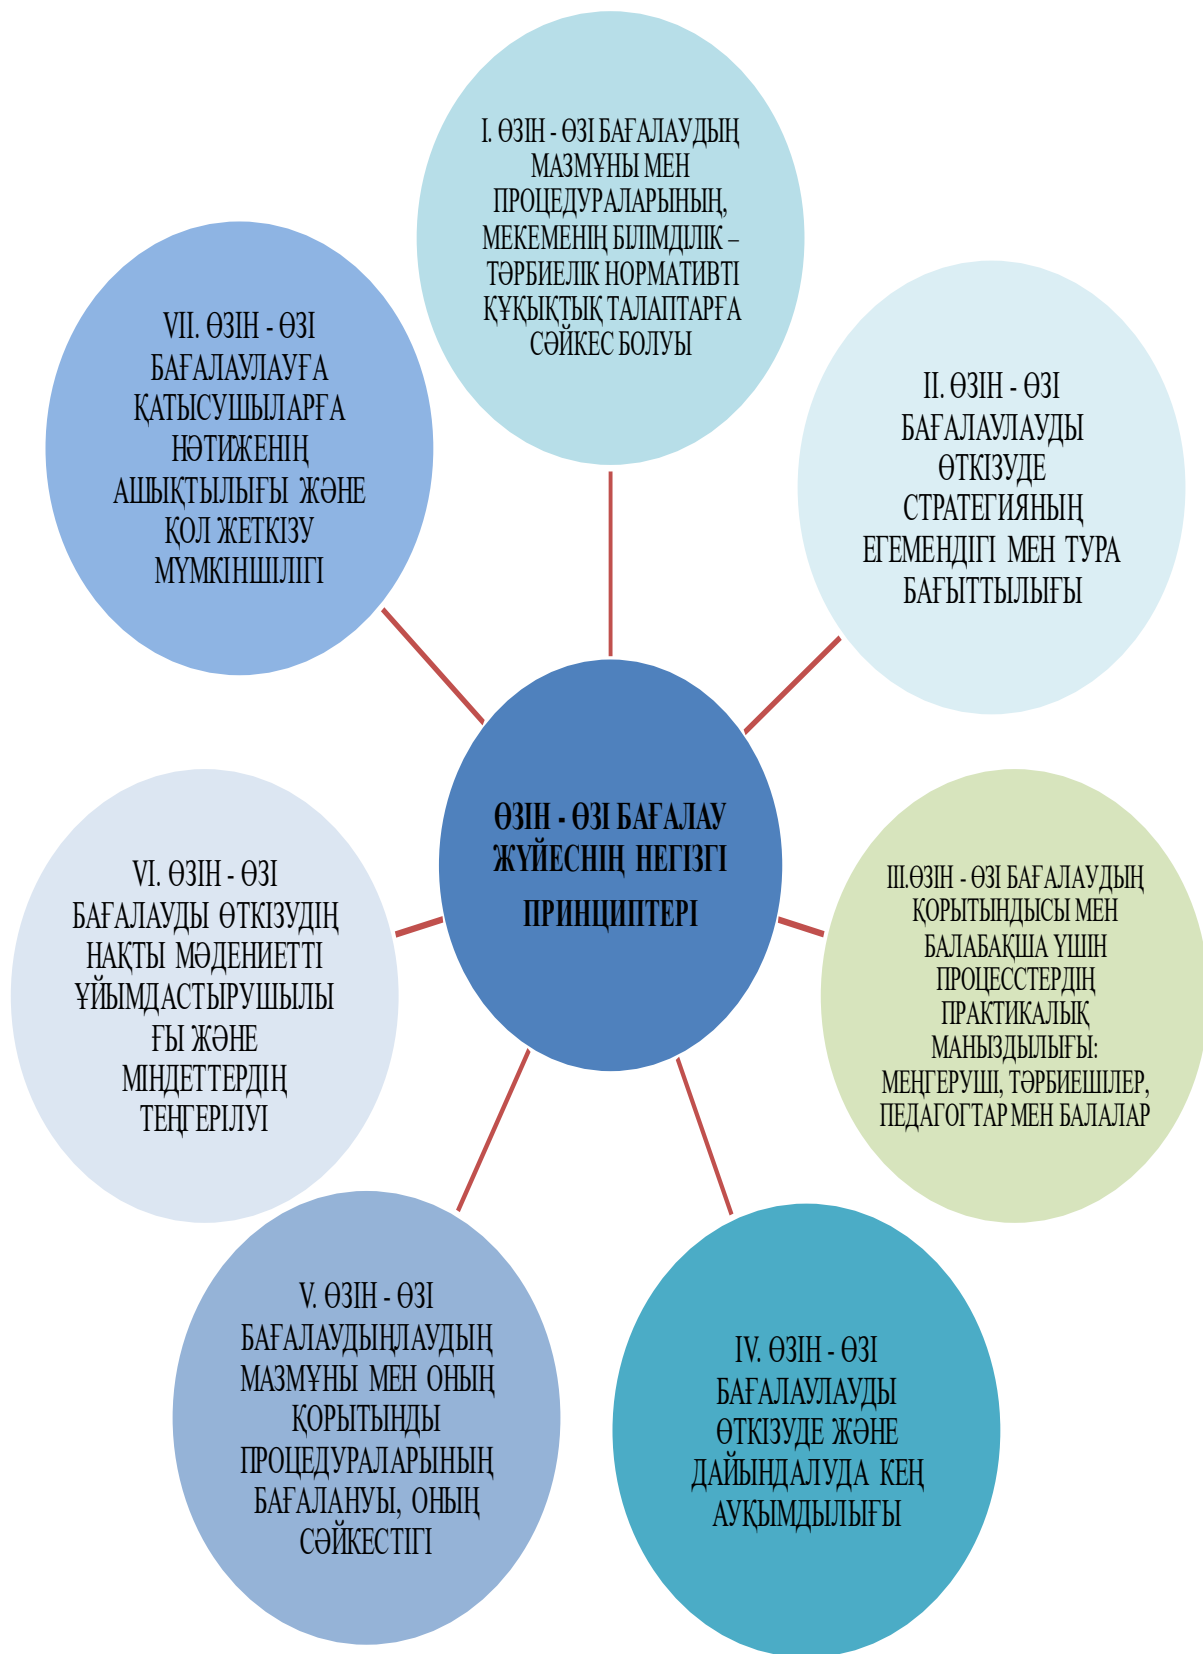 I. ӨЗІН - ӨЗІ БАҒАЛАУДЫҢ
МАЗМҰНЫ МЕН
ПРОЦЕДУРАЛАРЫНЫҢ,
МЕКЕМЕНІҢ БІЛІМДІЛІК –
ТӘРБИЕЛІК НОРМАТИВТІ
ҚҰҚЫҚТЫҚ ТАЛАПТАРҒА
СӘЙКЕС БОЛУЫ
II. ӨЗІН - ӨЗІ
БАҒАЛАУЛАУДЫ
ӨТКІЗУДЕ
СТРАТЕГИЯНЫҢ
ЕГЕМЕНДІГІ МЕН ТУРА
БАҒЫТТЫЛЫҒЫ
III.ӨЗІН - ӨЗІ БАҒАЛАУДЫҢ
ҚОРЫТЫНДЫСЫ МЕН
БАЛАБАҚША ҮШІН
ПРОЦЕССТЕРДІҢ
ПРАКТИКАЛЫҚ
МАНЫЗДЫЛЫҒЫ:
МЕҢГЕРУШІ, ТӘРБИЕШІЛЕР,
ПЕДАГОГТАР МЕН БАЛАЛАР
IV. ӨЗІН - ӨЗІ
БАҒАЛАУЛАУДЫ
ӨТКІЗУДЕ ЖӘНЕ
ДАЙЫНДАЛУДА КЕҢ
АУҚЫМДЫЛЫҒЫ
V. ӨЗІН - ӨЗІ
БАҒАЛАУДЫҢЛАУДЫҢ
МАЗМҰНЫ МЕН ОНЫҢ
ҚОРЫТЫНДЫ
ПРОЦЕДУРАЛАРЫНЫҢ
БАҒАЛАНУЫ, ОНЫҢ
СӘЙКЕСТІГІ
VI. ӨЗІН - ӨЗІ
БАҒАЛАУДЫ ӨТКІЗУДІҢ
НАҚТЫ МӘДЕНИЕТТІ
ҰЙЫМДАСТЫРУШЫЛЫ
ҒЫ ЖӘНЕ
МІНДЕТТЕРДІҢ
ТЕҢГЕРІЛУІ
VII. ӨЗІН - ӨЗІ
БАҒАЛАУЛАУҒА
ҚАТЫСУШЫЛАРҒА
НӘТИЖЕНІҢ
АШЫҚТЫЛЫҒЫ ЖӘНЕ
ҚОЛ ЖЕТКІЗУ
МҮМКІНШІЛІГІ
ӨЗІН - ӨЗІ БАҒАЛАУ
ЖҮЙЕСНІҢ НЕГІЗГІ
ПРИНЦИПТЕРІ